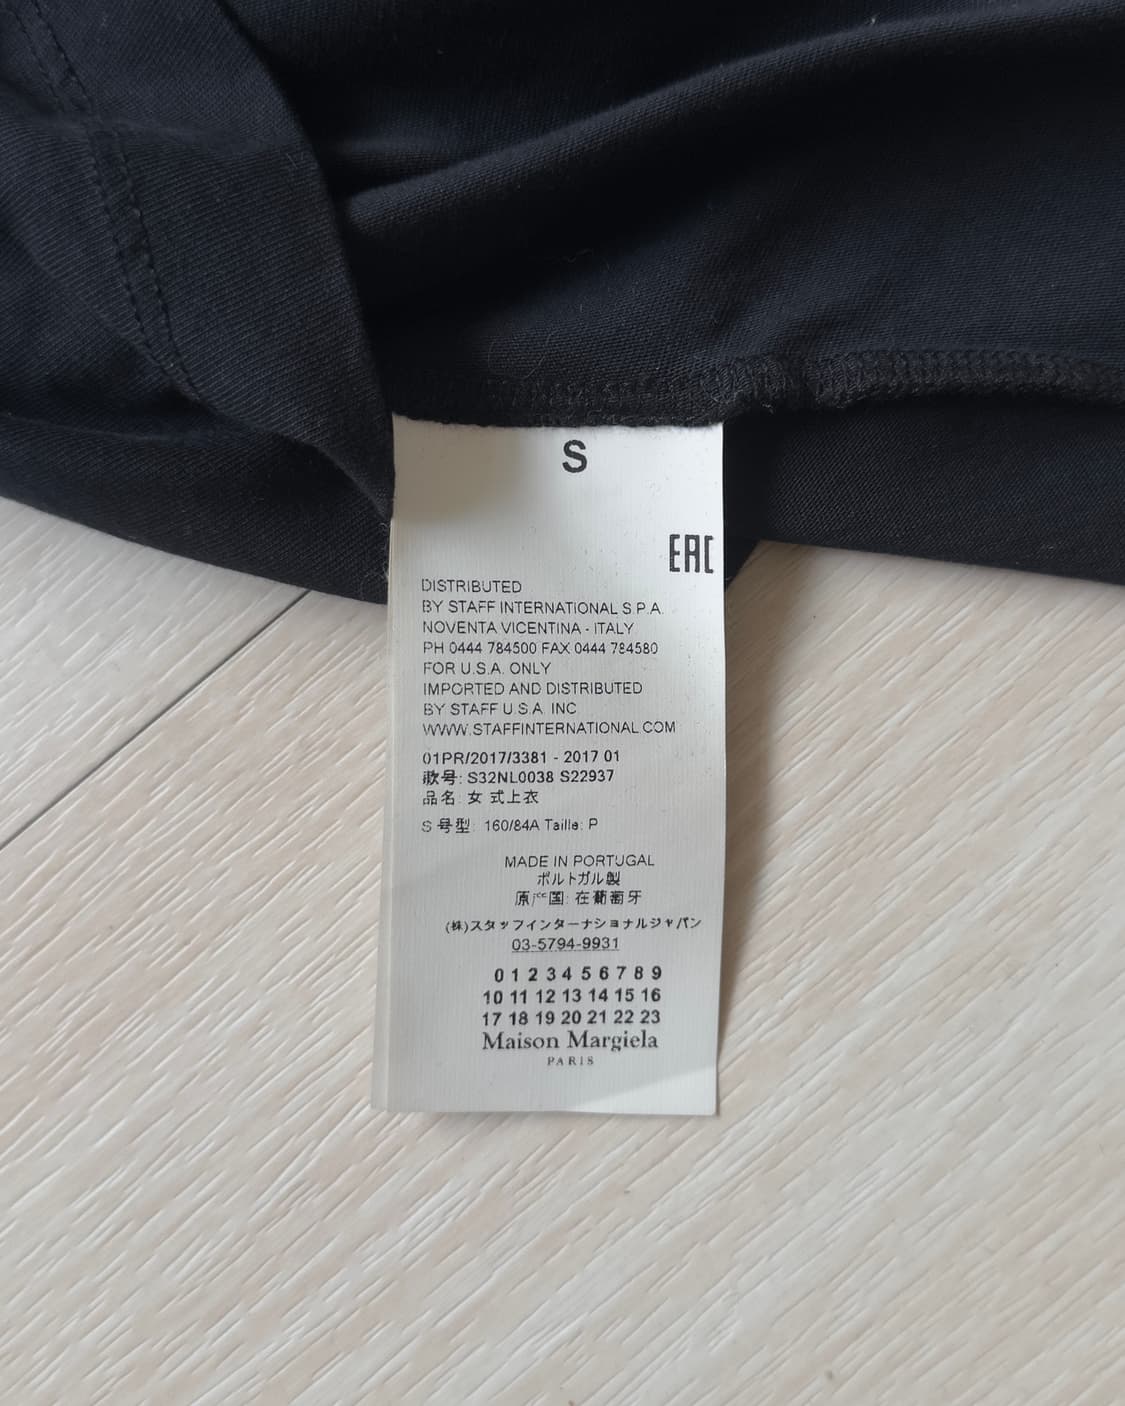 S
EAC
DISTRIBUTED
BY STAFF INTERNATIONAL S.P.A.
NOVENTA VICENTINA - ITALY
PH 0444 784500 FAX 0444 784580
FOR U.S.A. ONLY
IMPORTED AND DISTRIBUTED
BY STAFF U.S.A. INC
WWW.STAFFINTERNATIONAL.COM
01PR/2017/3381 - 2017 01
款号: S32NL0038 S22937
品名: 女 式上衣
S 号型: 160/84A Taille: P
MADE IN PORTUGAL
ポルトガル製
原产国: 在葡萄牙
(株)スタッフインターナショナルジャパン
03-5794-9931
0 1 2 3 4 5 6 7 8 9
10 11 12 13 14 15 16
17 18 19 20 21 22 23
Maison Margiela
PARIS